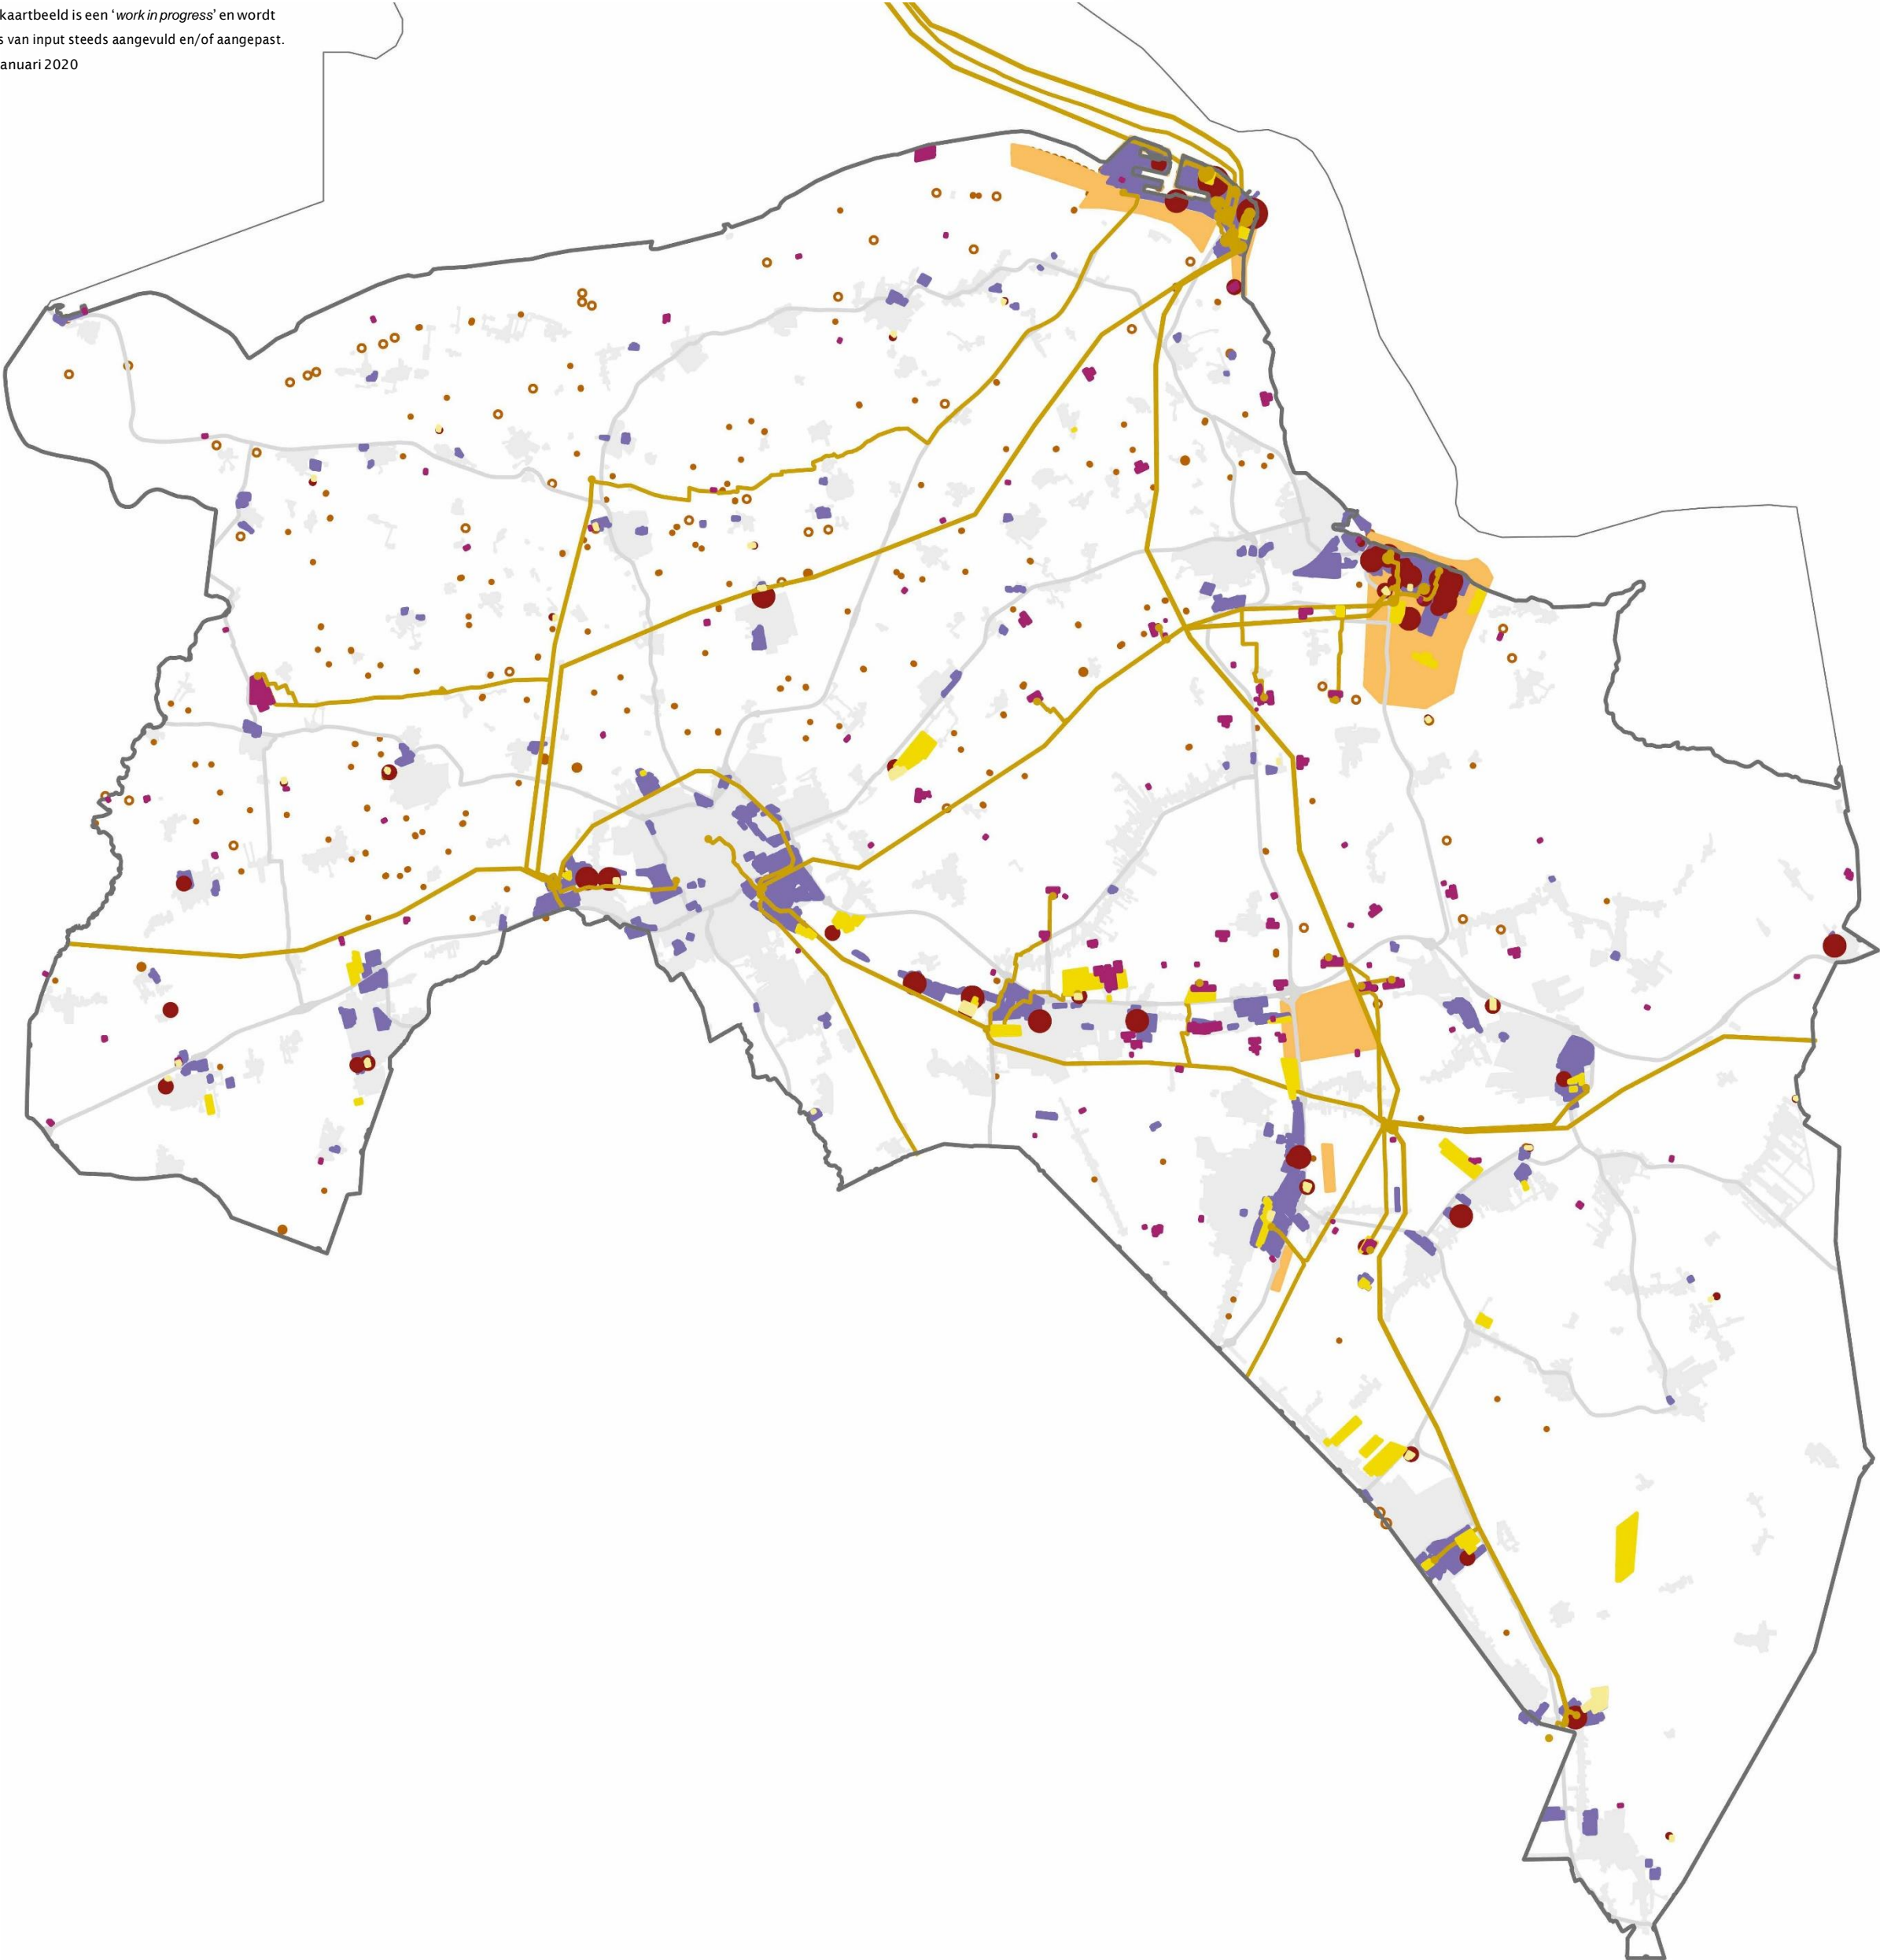 kaartbeeld is een ‘work in progress’ en wordt
s van input steeds aangevuld en/of aangepast.
anuari 2020